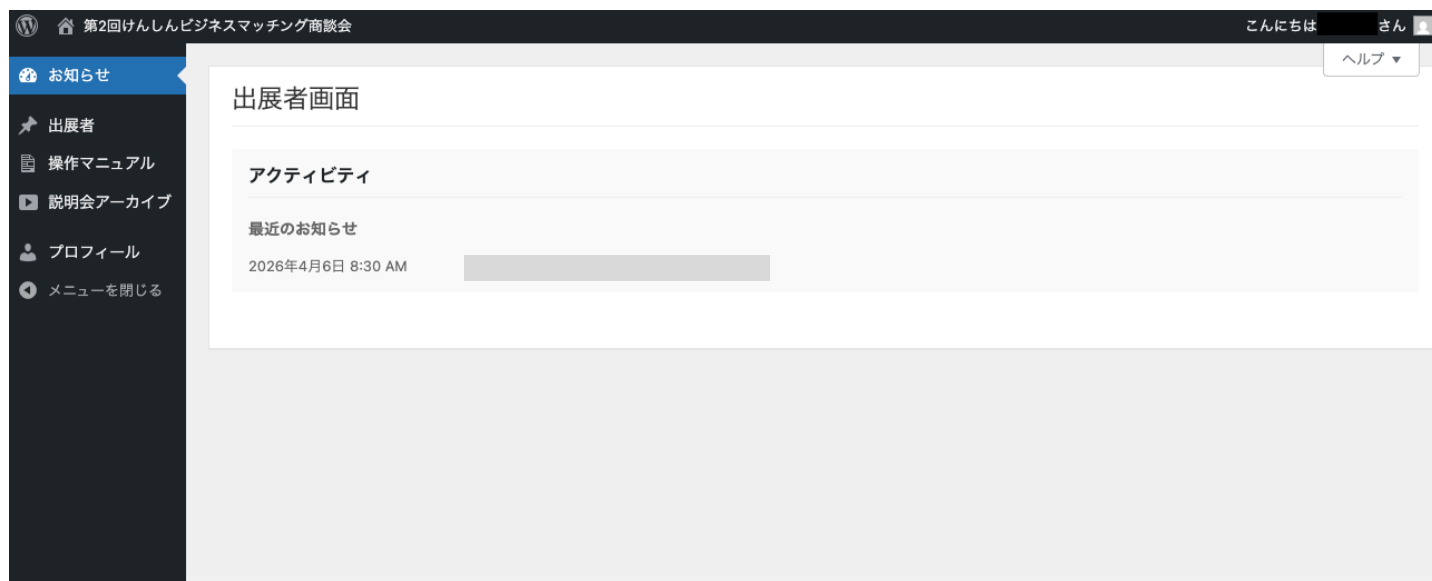 第2回けんしんビジネスマッチング商談会
こんにちは さん
ヘルプ ▼
お知らせ
出展者
操作マニュアル
説明会アーカイブ
プロフィール
メニューを閉じる
出展者画面
アクティビティ
最近のお知らせ
2026年4月6日 8:30 AM